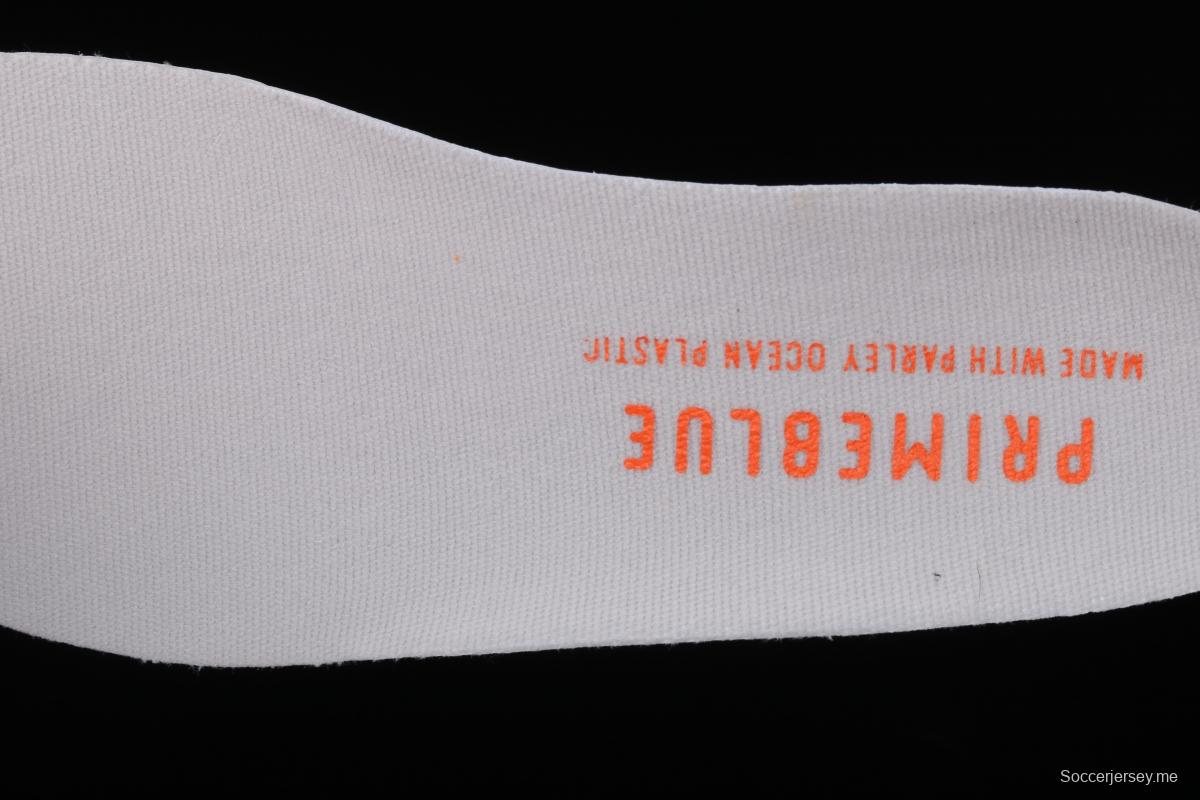 PRIMEBLUE
MADE WITH PARLEY OCEAN PLASTIC
Soccerjersey.me